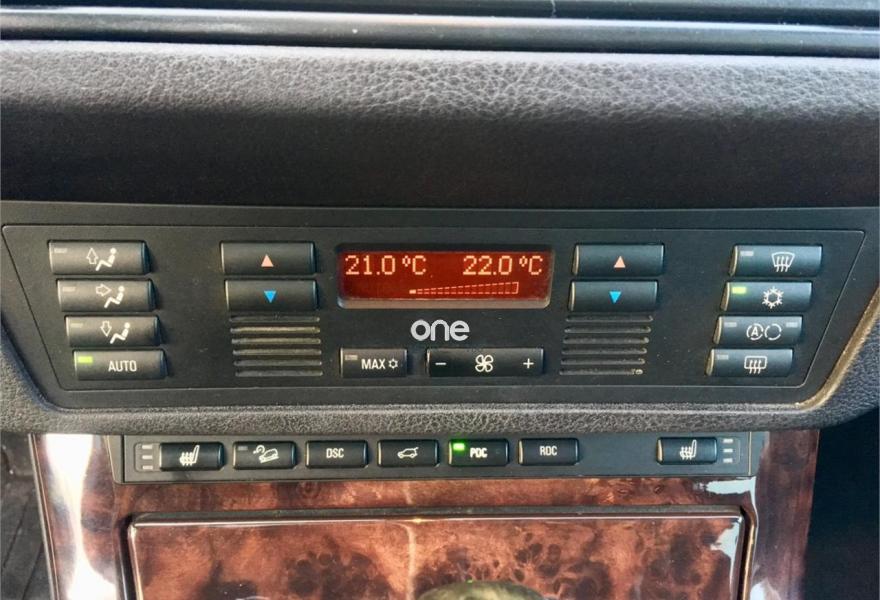 21.0 °C 22.0 °C
one
AUTO
MAX
− +
DSC
PDC
RDC